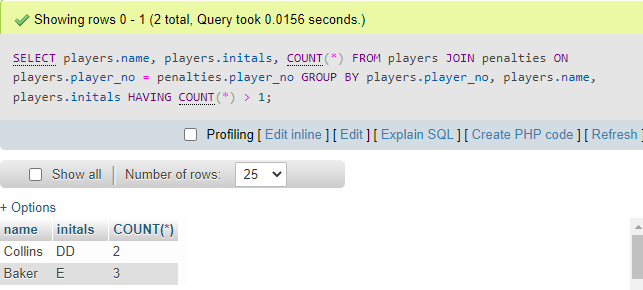 Showing rows 0 - 1 (2 total, Query took 0.0156 seconds.)
SELECT players.name, players.initals, COUNT(*) FROM players JOIN penalties ON
players.player_no = penalties.player_no GROUP BY players.player_no, players.name,
players.initals HAVING COUNT(*) > 1;
Profiling [ Edit inline ] [ Edit ] [ Explain SQL ] [ Create PHP code ] [ Refresh ]
Show all Number of rows: 25
+ Options
name initals COUNT(*)
Collins DD 2
Baker E 3